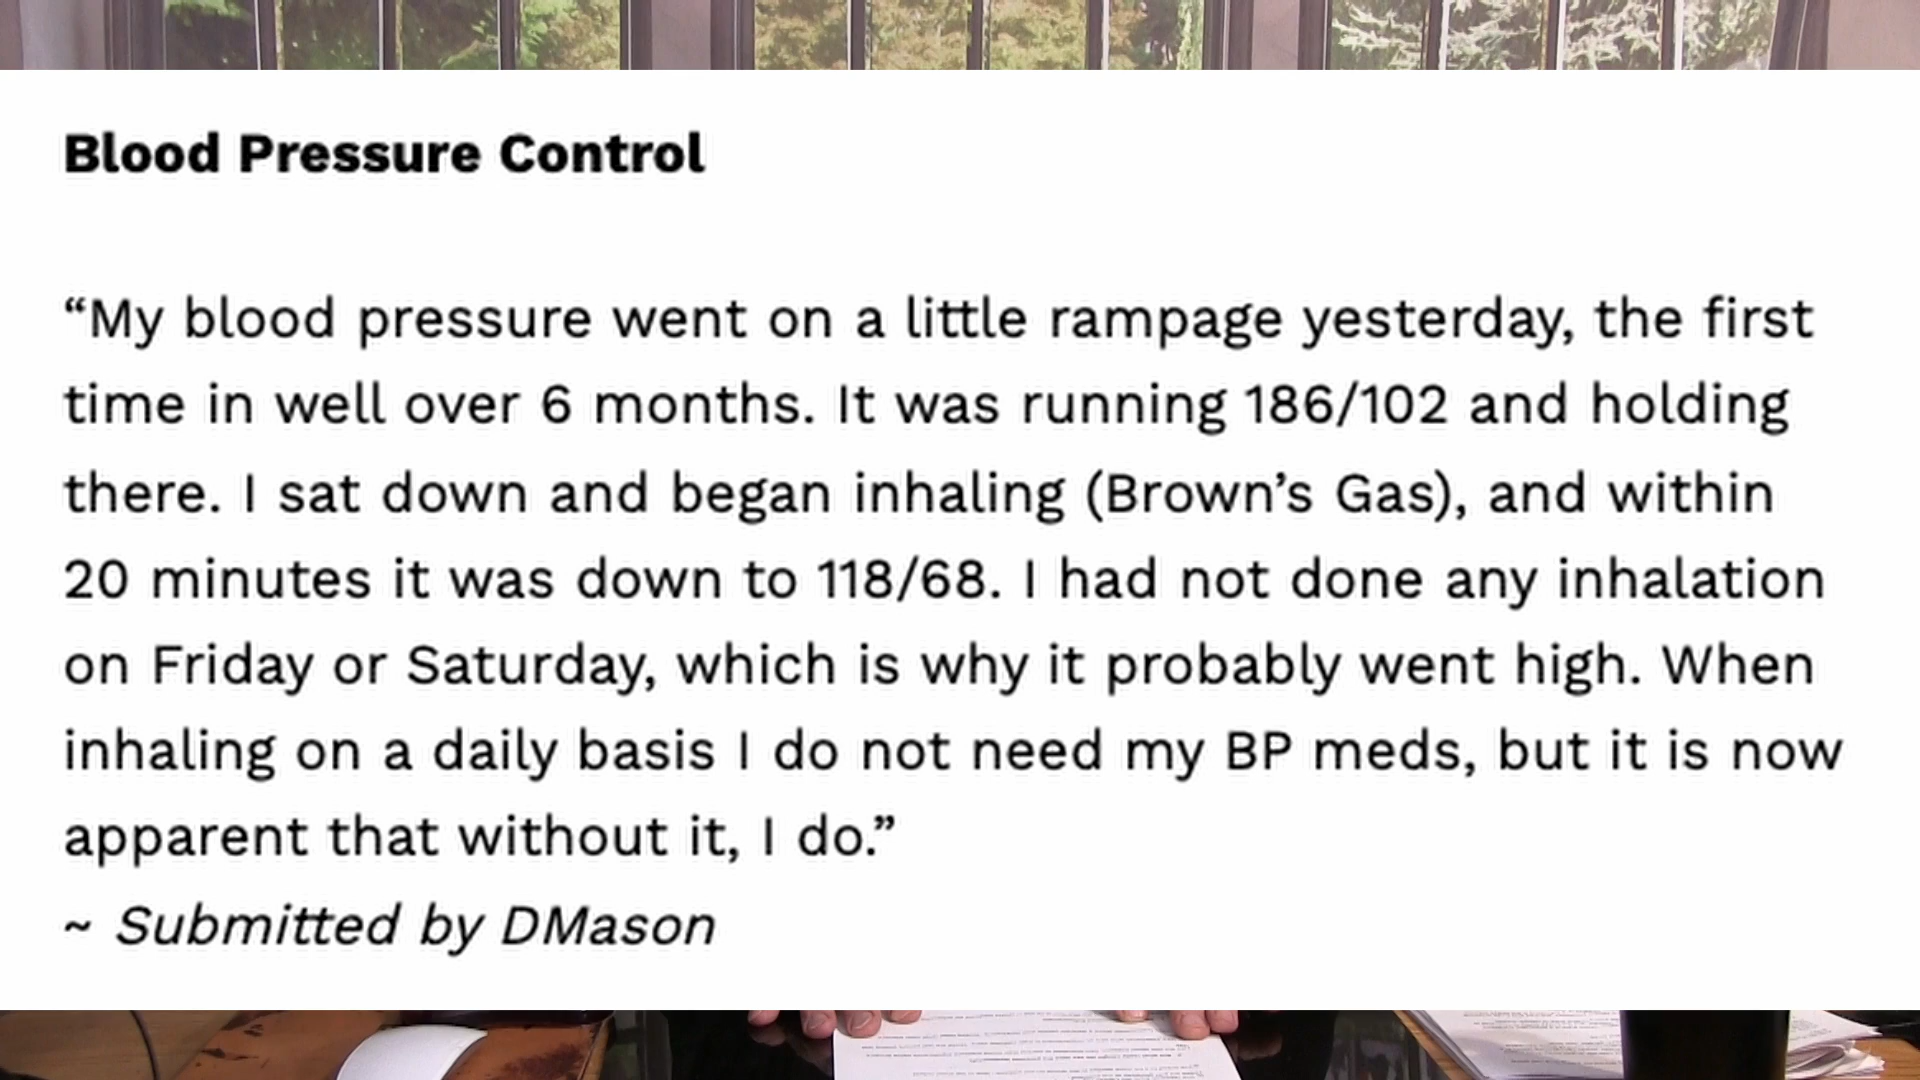 Blood Pressure Control
“My blood pressure went on a little rampage yesterday, the first
time in well over 6 months. It was running 186/102 and holding
there. I sat down and began inhaling (Brown’s Gas), and within
20 minutes it was down to 118/68. I had not done any inhalation
on Friday or Saturday, which is why it probably went high. When
inhaling on a daily basis I do not need my BP meds, but it is now
apparent that without it, I do.”
~ Submitted by DMason